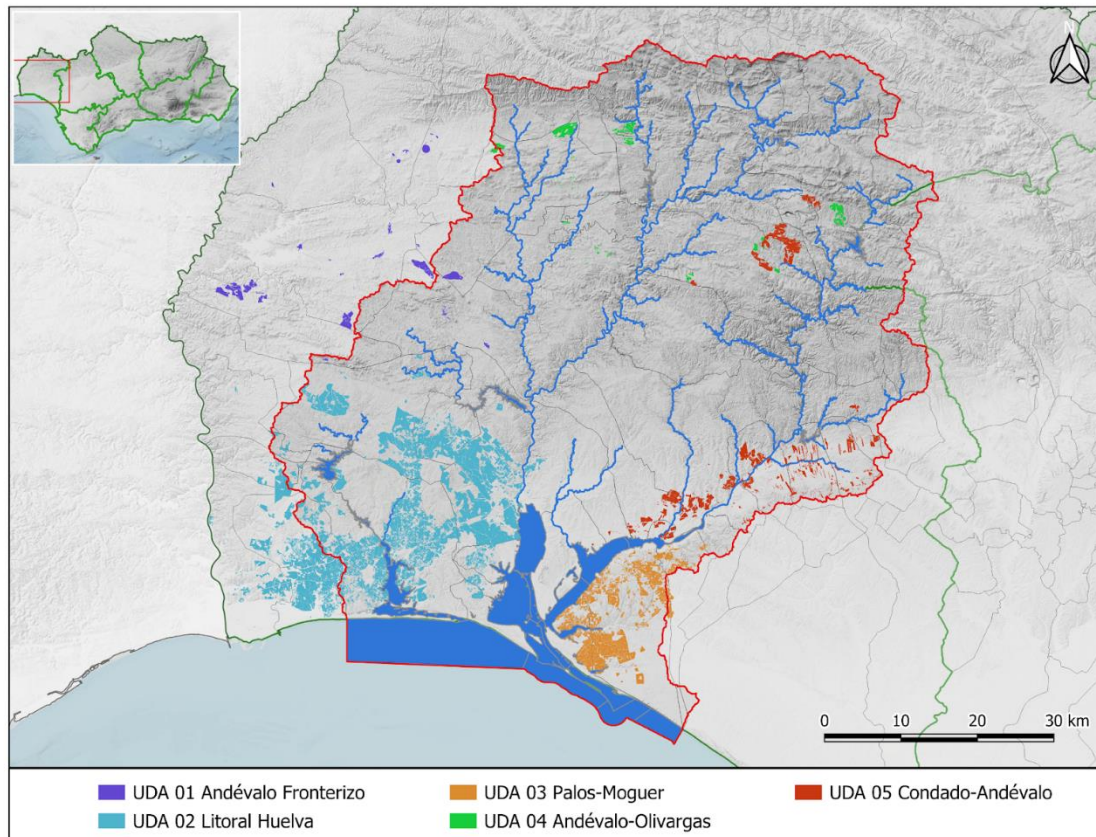 N
0 10 20 30 km
UDA 01 Andévalo Fronterizo
UDA 03 Palos-Moguer
UDA 05 Condado-Andévalo
UDA 02 Litoral Huelva
UDA 04 Andévalo-Olivargas